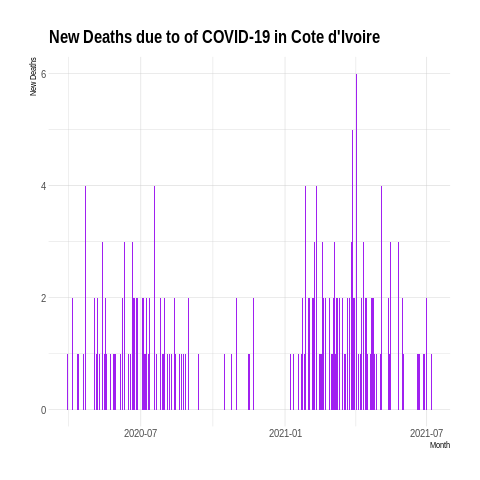 New Deaths due to of COVID-19 in Cote d'Ivoire
New Deaths
6
4
2
0
2020-07
2021-01
2021-07
Month